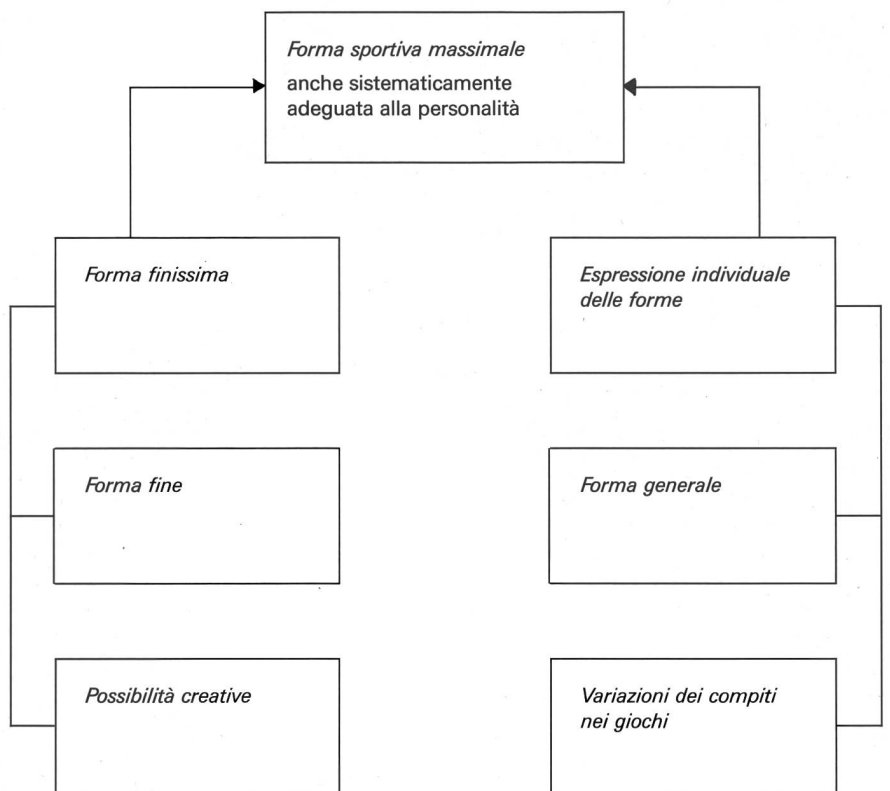 Forma sportiva massimale
anche sistematicamente
adeguata alla personalità
Forma finissima
Espressione individuale
delle forme
Forma fine
Forma generale
Possibilità creative
Variazioni dei compiti
nei giochi